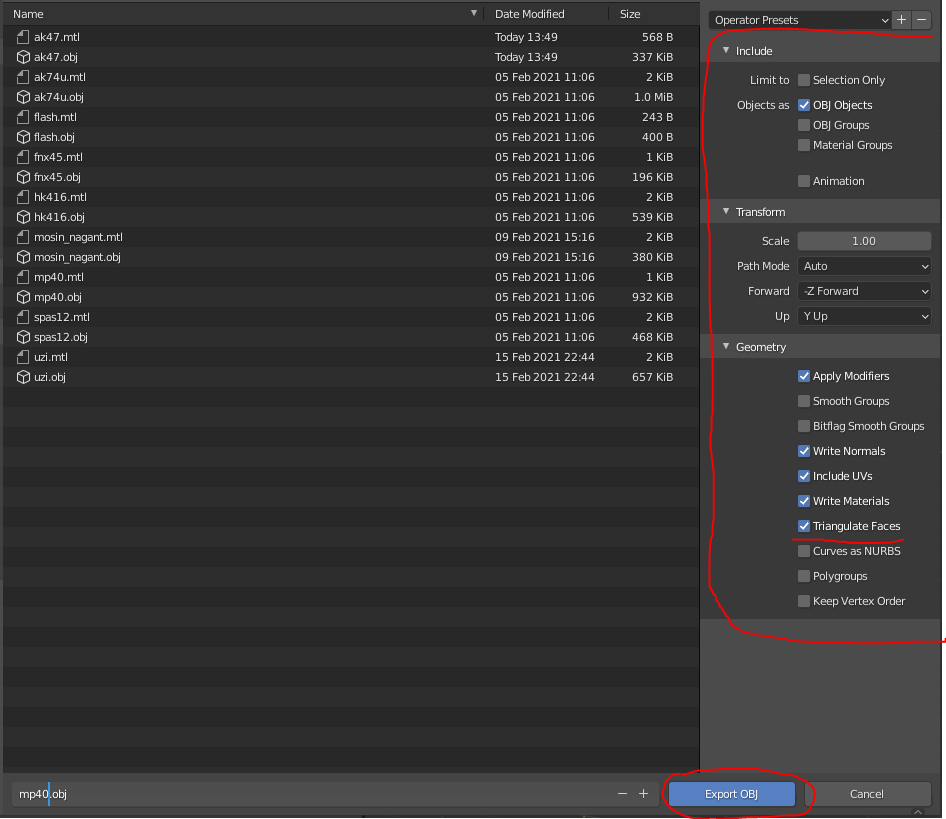 Name Date Modified Size
ak47.mtl Today 13:49 568 B
ak47.obj Today 13:49 337 KiB
ak74u.mtl 05 Feb 2021 11:06 2 KiB
ak74u.obj 05 Feb 2021 11:06 1.0 MiB
flash.mtl 05 Feb 2021 11:06 243 B
flash.obj 05 Feb 2021 11:06 400 B
fnx45.mtl 05 Feb 2021 11:06 1 KiB
fnx45.obj 05 Feb 2021 11:06 196 KiB
hk416.mtl 05 Feb 2021 11:06 2 KiB
hk416.obj 05 Feb 2021 11:06 539 KiB
mosin_nagant.mtl 09 Feb 2021 15:16 2 KiB
mosin_nagant.obj 09 Feb 2021 15:16 380 KiB
mp40.mtl 05 Feb 2021 11:06 1 KiB
mp40.obj 05 Feb 2021 11:06 932 KiB
spas12.mtl 05 Feb 2021 11:06 2 KiB
spas12.obj 05 Feb 2021 11:06 468 KiB
uzi.mtl 15 Feb 2021 22:44 2 KiB
uzi.obj 15 Feb 2021 22:44 657 KiB
Operator Presets + −
Include
Limit to Selection Only
Objects as OBJ Objects
OBJ Groups
Material Groups
Animation
Transform
Scale 1.00
Path Mode Auto
Forward -Z Forward
Up Y Up
Geometry
Apply Modifiers
Smooth Groups
Bitflag Smooth Groups
Write Normals
Include UVs
Write Materials
Triangulate Faces
Curves as NURBS
Polygroups
Keep Vertex Order
mp40.obj − + Export OBJ Cancel